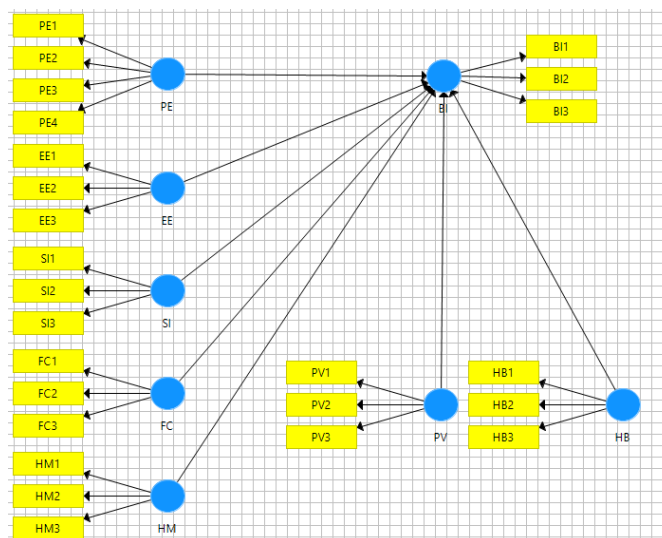 PE1
PE2
PE3
PE4
PE
BI
BI1
BI2
BI3
EE1
EE2
EE3
EE
SI1
SI2
SI3
SI
FC1
FC2
FC3
FC
PV1
PV2
PV3
PV
HB1
HB2
HB3
HB
HM1
HM2
HM3
HM